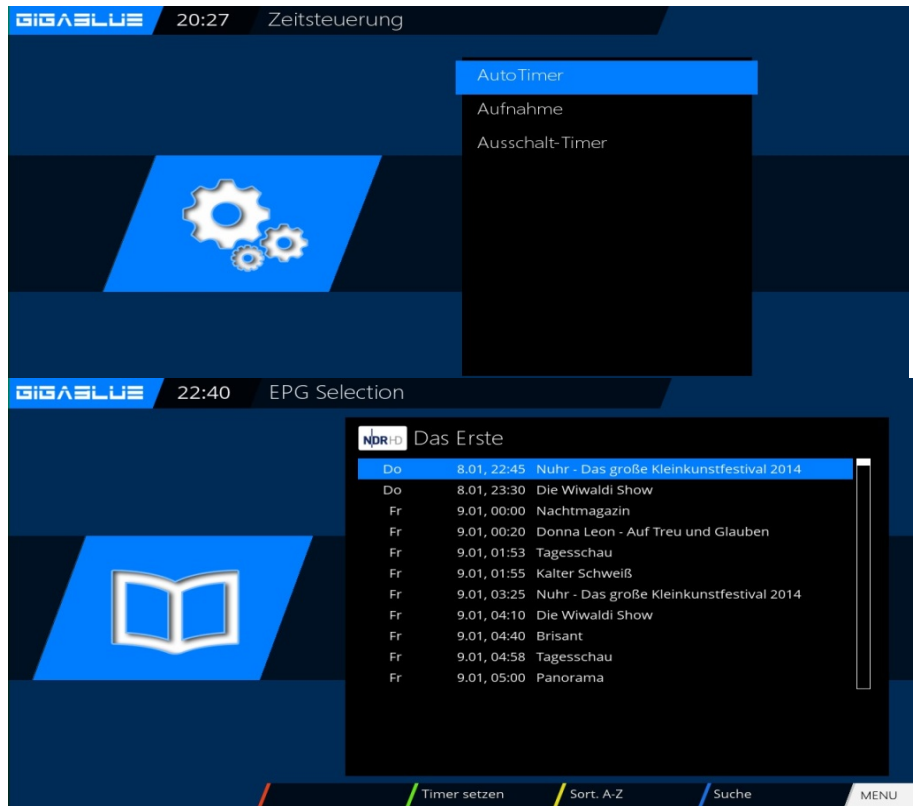 GIGABLUE 20:27 Zeitsteuerung
AutoTimer
Aufnahme
Ausschalt-Timer
GIGABLUE 22:40 EPG Selection
NDR HD Das Erste
Do 8.01, 22:45 Nuhr - Das große Kleinkunstfestival 2014
Do 8.01, 23:30 Die Wiwaldi Show
Fr 9.01, 00:00 Nachtmagazin
Fr 9.01, 00:20 Donna Leon - Auf Treu und Glauben
Fr 9.01, 01:53 Tagesschau
Fr 9.01, 01:55 Kalter Schweiß
Fr 9.01, 03:25 Nuhr - Das große Kleinkunstfestival 2014
Fr 9.01, 04:10 Die Wiwaldi Show
Fr 9.01, 04:40 Brisant
Fr 9.01, 04:58 Tagesschau
Fr 9.01, 05:00 Panorama
Timer setzen Sort. A-Z Suche MENU